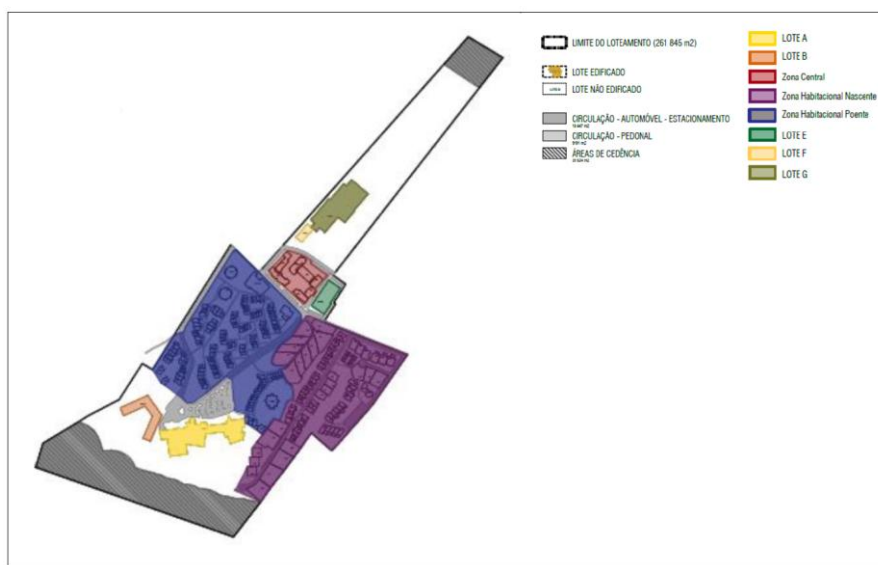 LIMITE DO LOTEAMENTO (261 845 m2)
LOTE EDIFICADO
LOTE NÃO EDIFICADO
CIRCULAÇÃO - AUTOMÓVEL - ESTACIONAMENTO
CIRCULAÇÃO - PEDONAL
ÁREAS DE CEDÊNCIA
LOTE A
LOTE B
Zona Central
Zona Habitacional Nascente
Zona Habitacional Poente
LOTE E
LOTE F
LOTE G